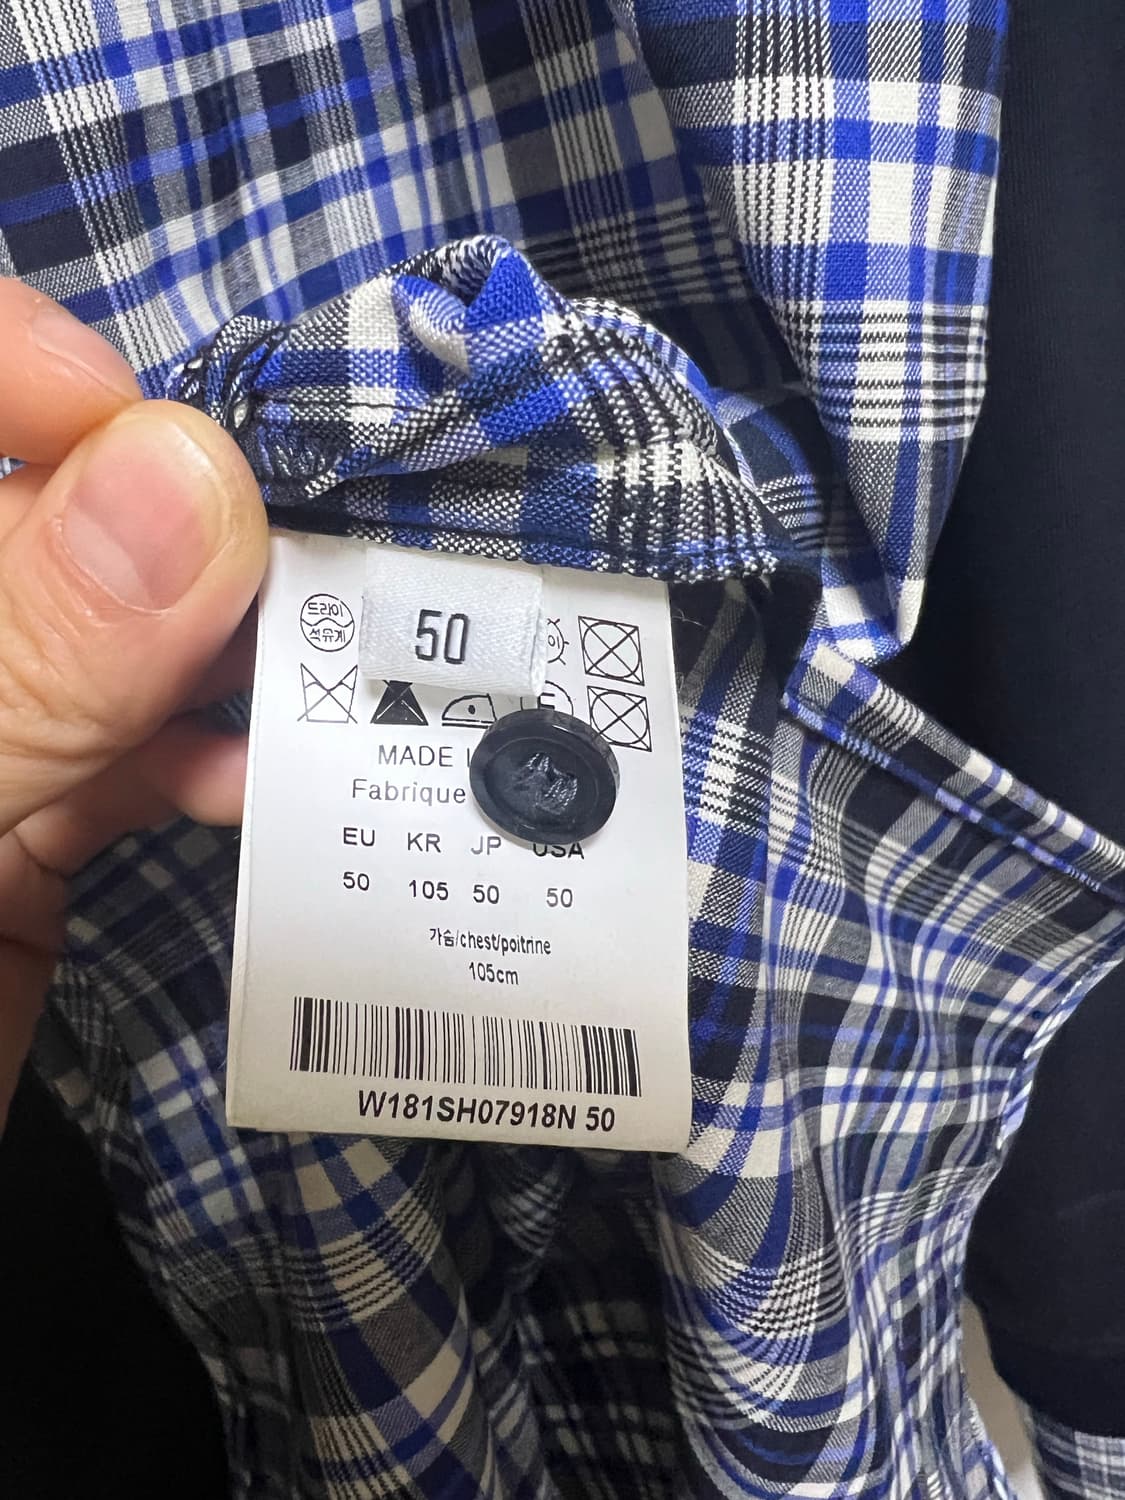 드라이
석유계
50
MADE
Fabrique
EU KR JP USA
50 105 50 50
가슴/chest/poitrine
105cm
W181SH07918N 50